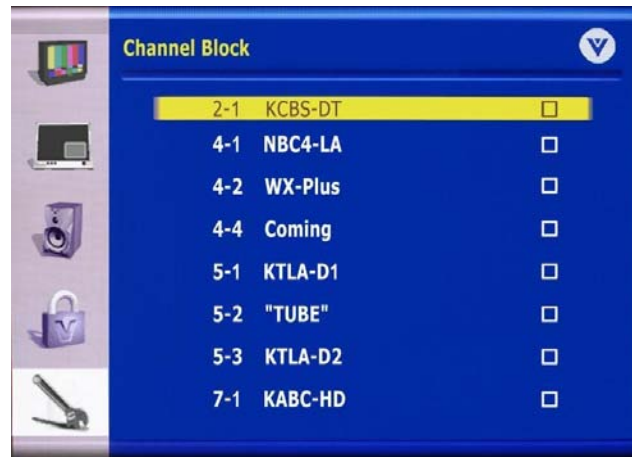 Channel Block
2-1 KCBS-DT
4-1 NBC4-LA
4-2 WX-Plus
4-4 Coming
5-1 KTLA-D1
5-2 "TUBE"
5-3 KTLA-D2
7-1 KABC-HD